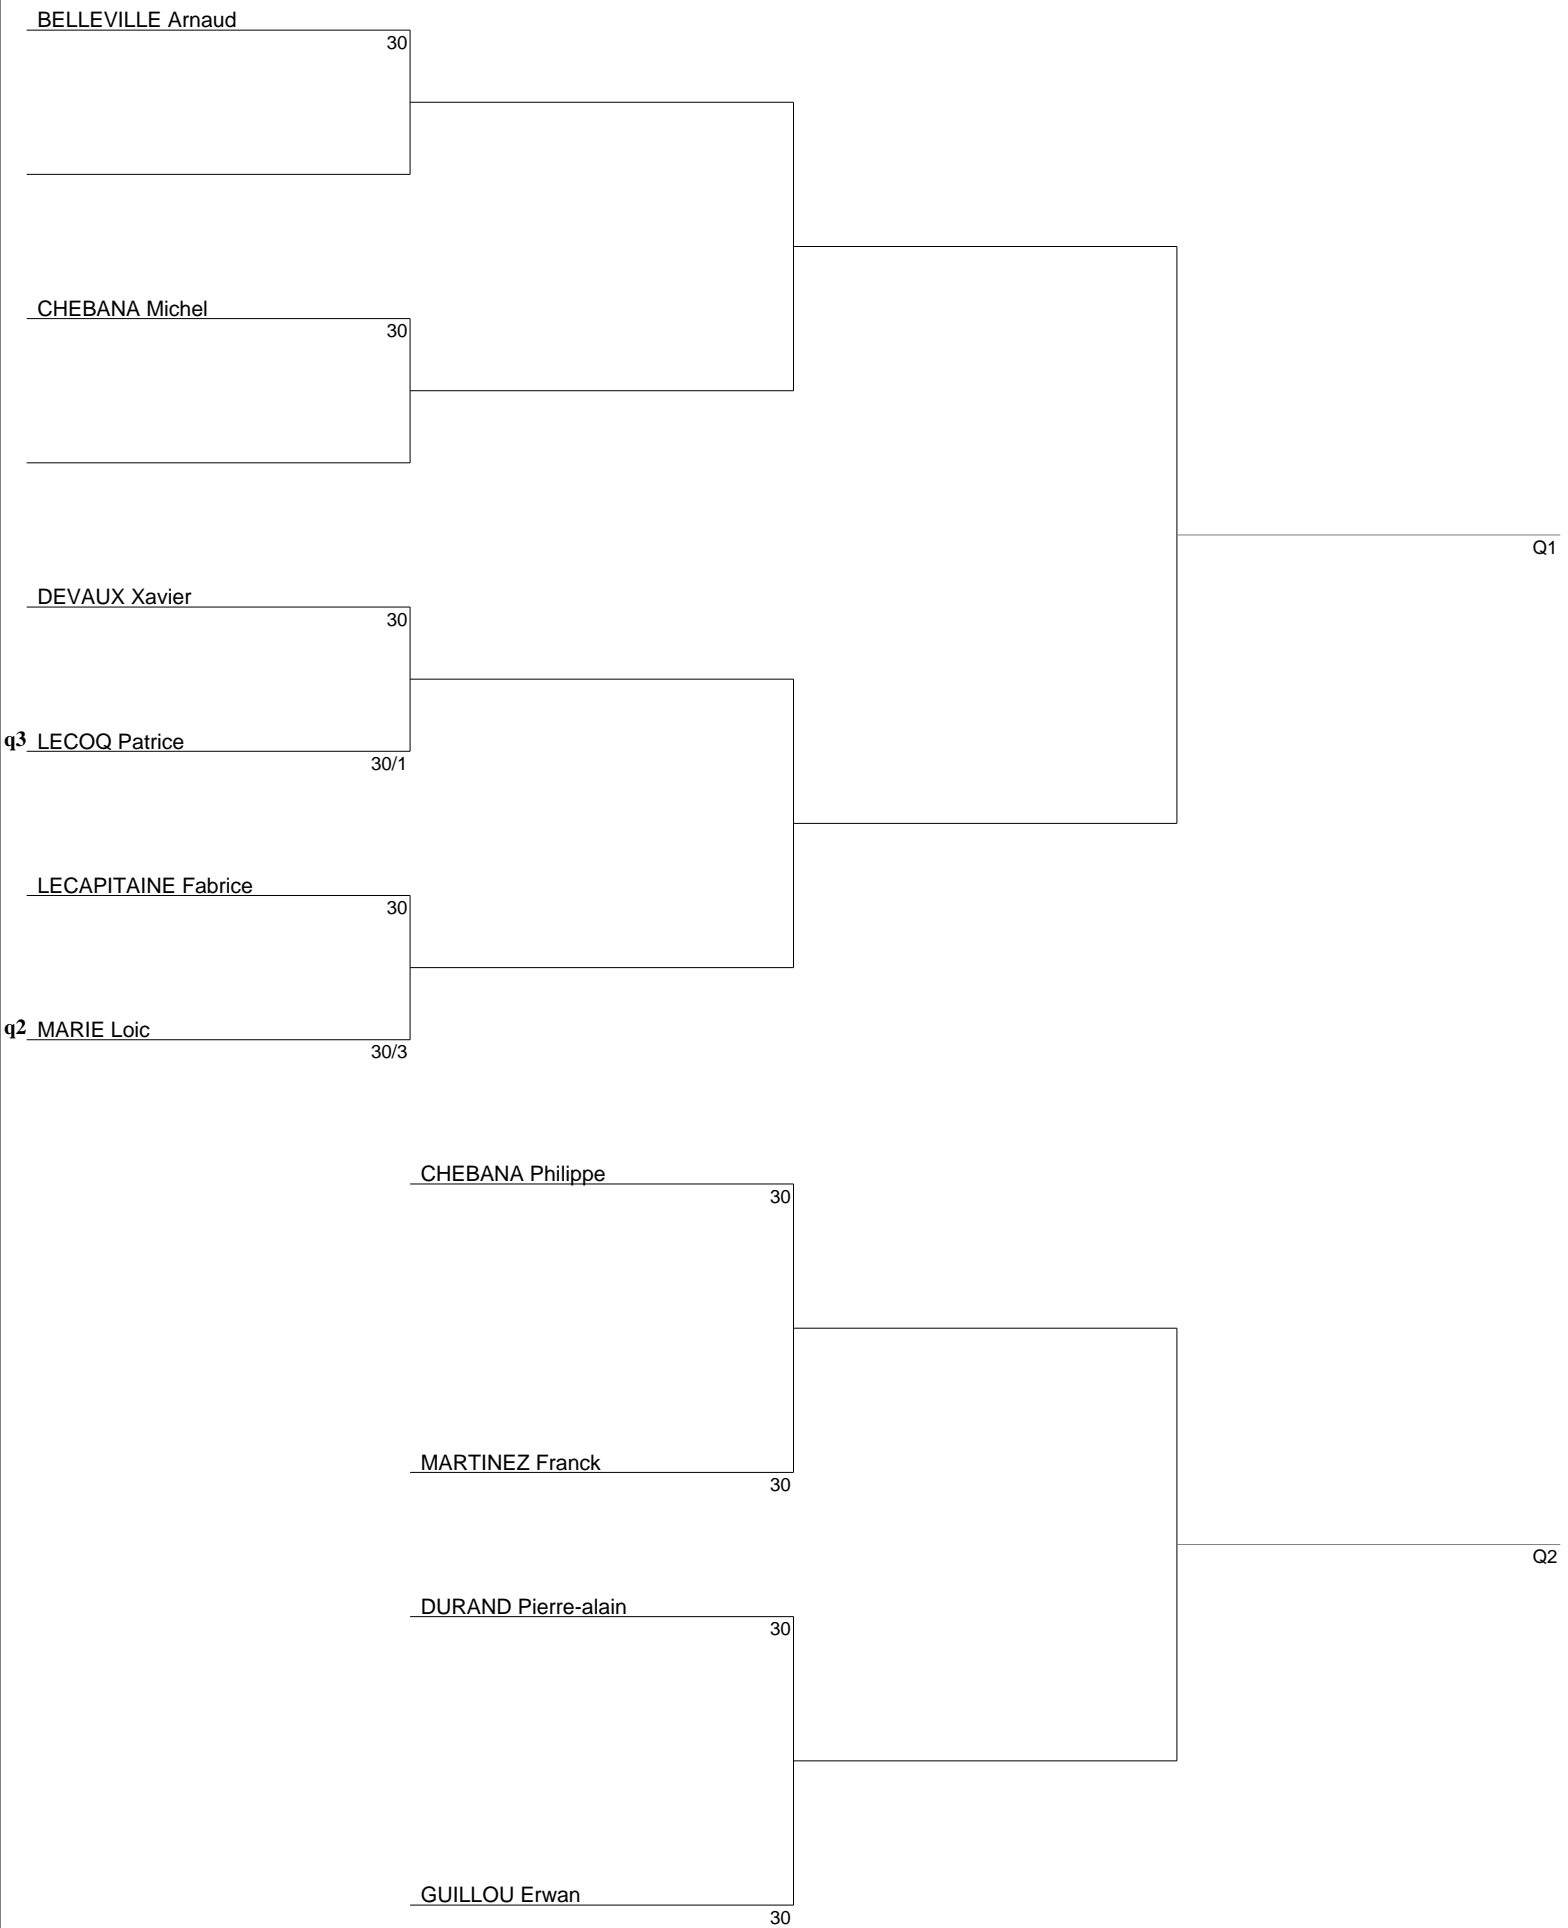 BELLEVILLE Arnaud
30
CHEBANA Michel
30
Q1
DEVAUX Xavier
30
q3 LECOQ Patrice
30/1
LECAPITAINE Fabrice
30
q2 MARIE Loic
30/3
CHEBANA Philippe
30
MARTINEZ Franck
30
Q2
DURAND Pierre-alain
30
GUILLOU Erwan
30